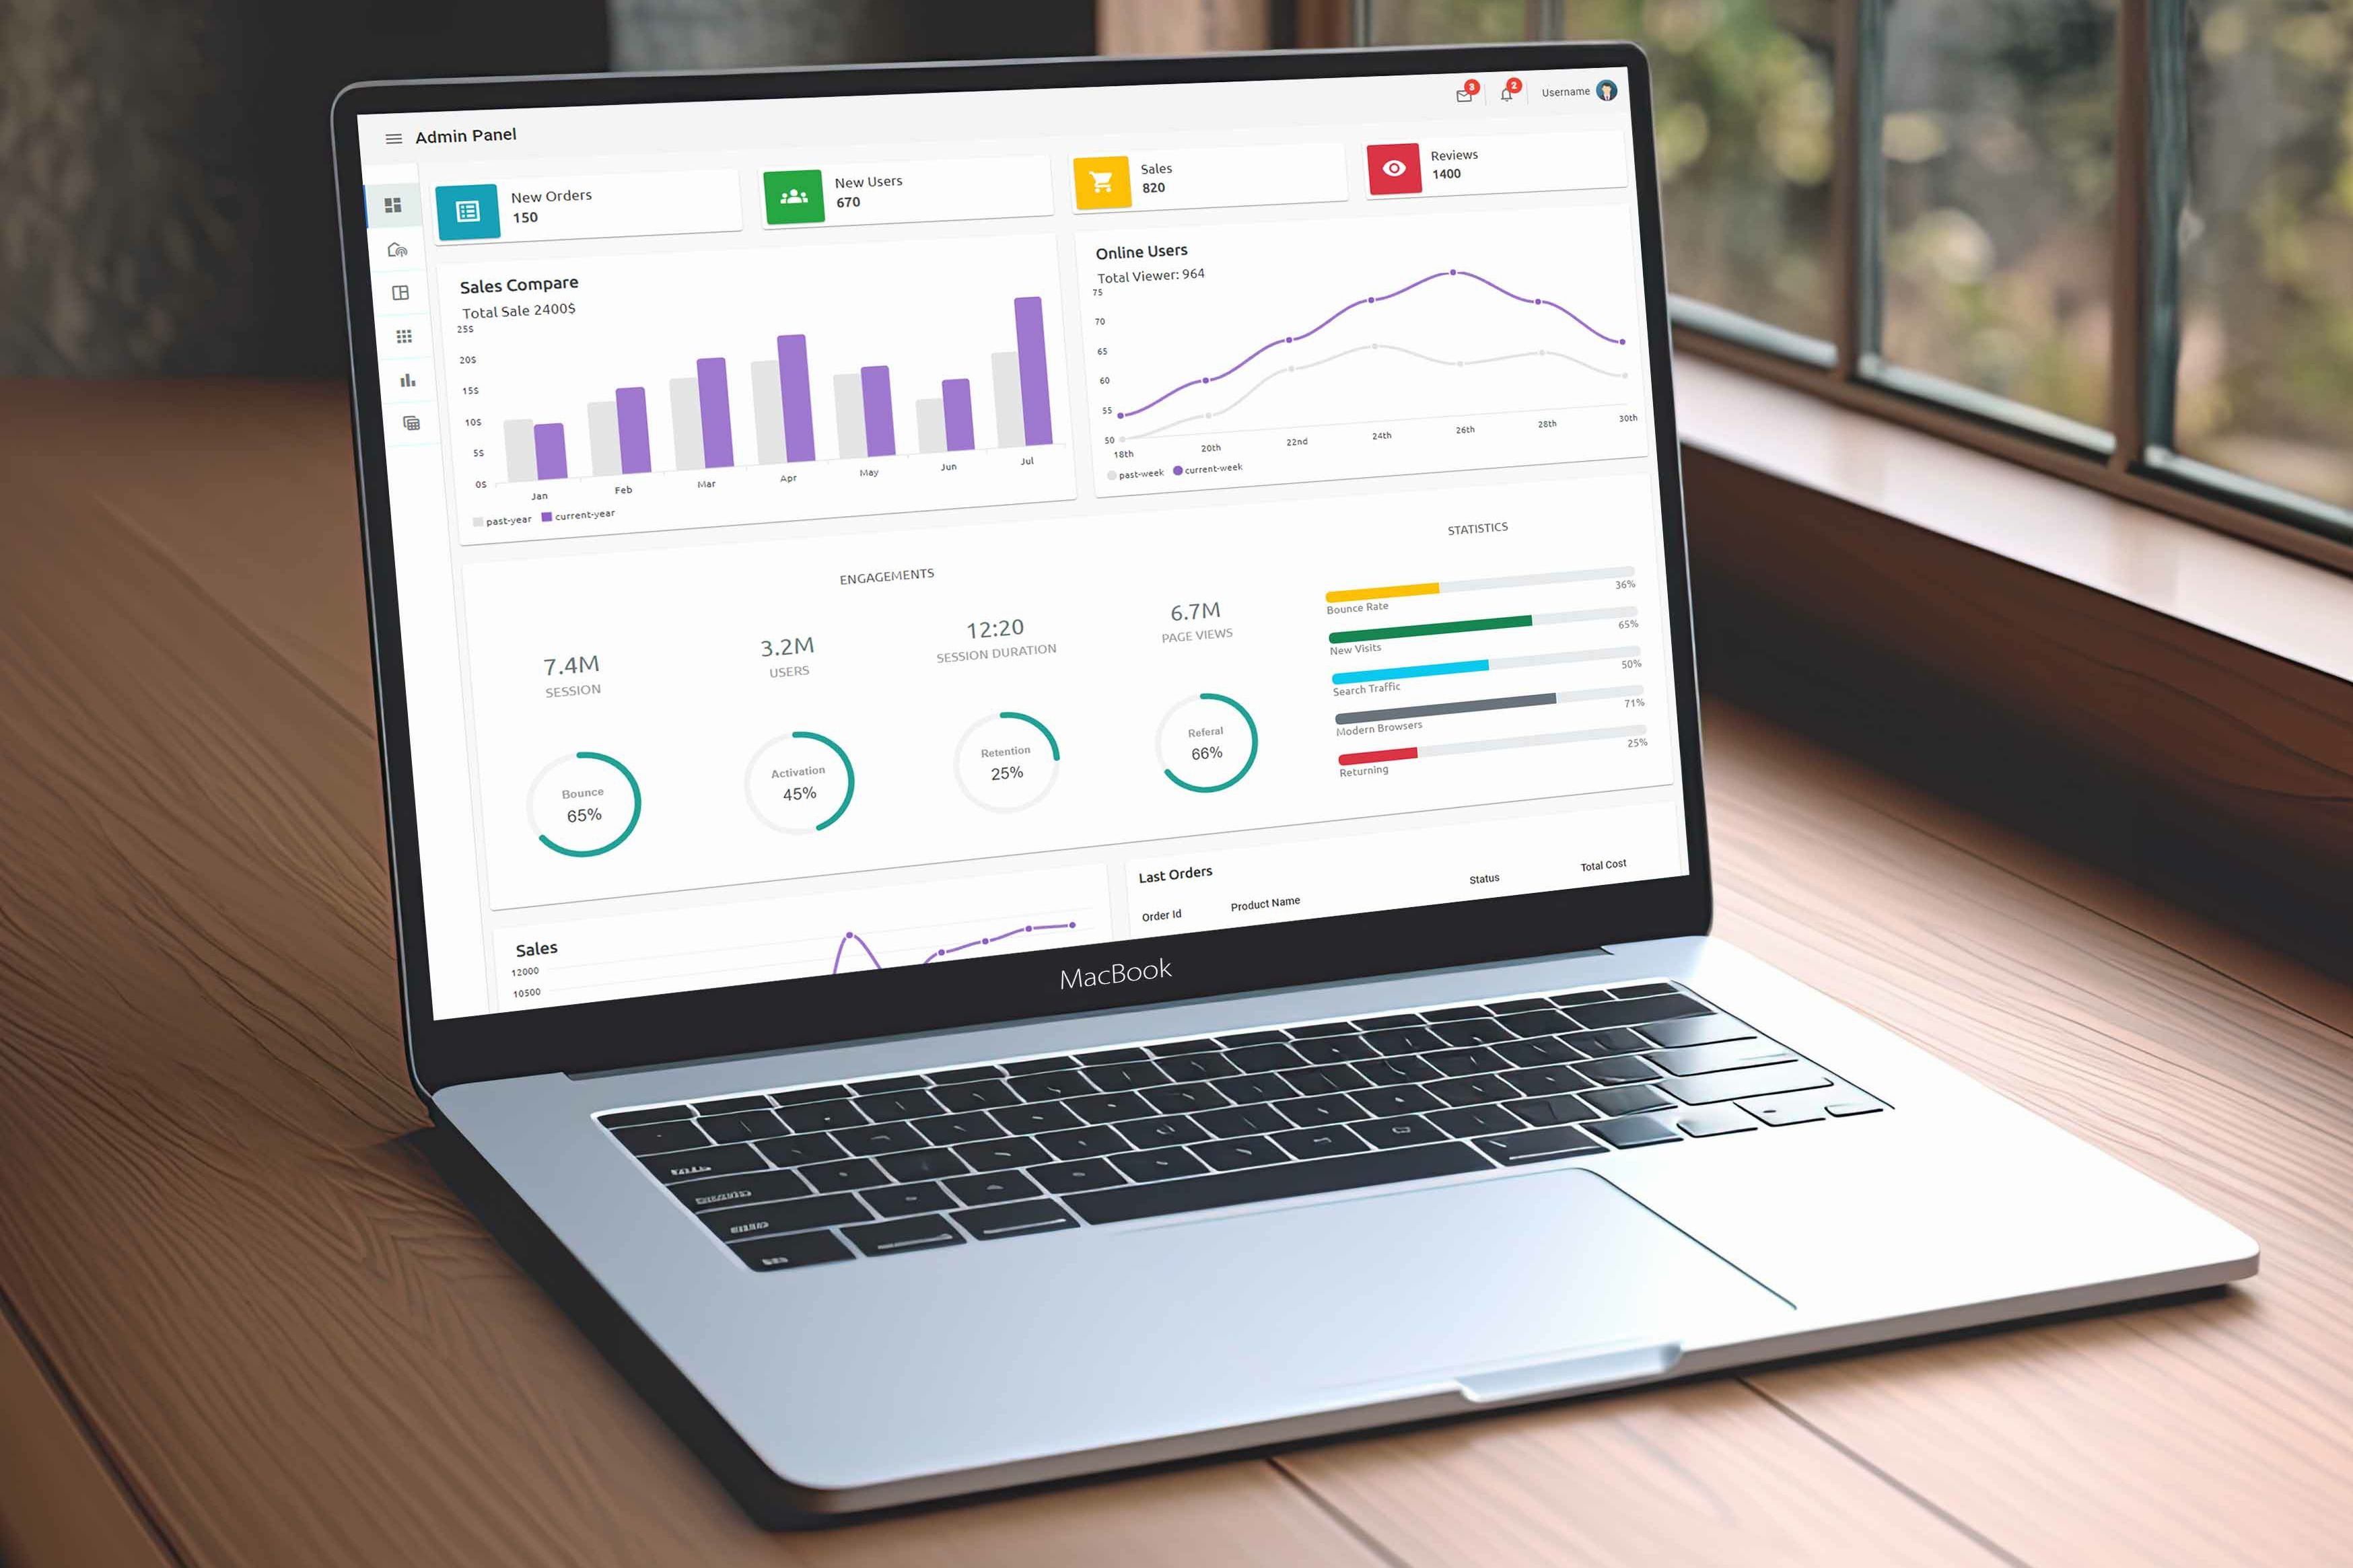 Admin Panel
3
2
Username
New Orders
150
New Users
670
Sales
820
Reviews
1400
Sales Compare
Total Sale 2400$
25$
20$
15$
10$
5$
0$
Jan
Feb
Mar
Apr
May
Jun
Jul
past-year
current-year
Online Users
Total Viewer: 964
75
70
65
60
55
50
18th
20th
22nd
24th
26th
28th
30th
past-week
current-week
ENGAGEMENTS
7.4M
SESSION
3.2M
USERS
12:20
SESSION DURATION
6.7M
PAGE VIEWS
Bounce
65%
Activation
45%
Retention
25%
Referal
66%
STATISTICS
36%
Bounce Rate
65%
New Visits
50%
Search Traffic
71%
Modern Browsers
25%
Returning
Sales
12000
10500
Last Orders
Order Id
Product Name
Status
Total Cost
MacBook